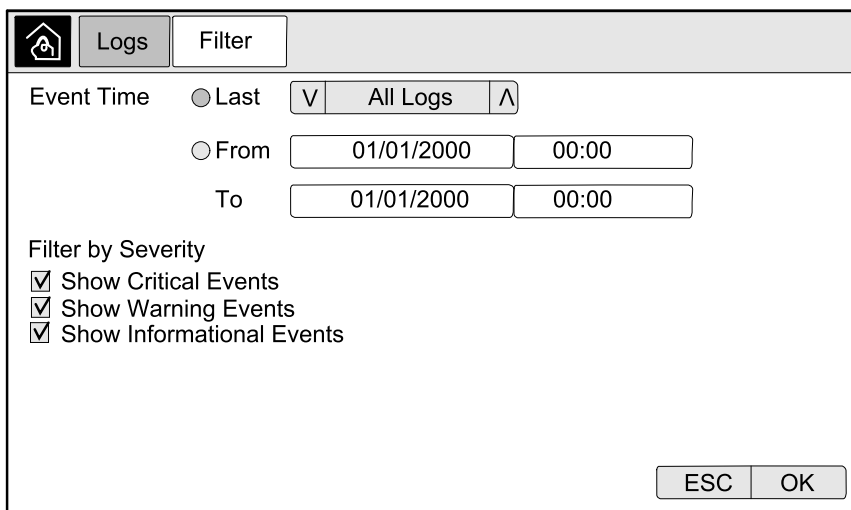 Logs Filter
Event Time Last V All Logs Λ
From 01/01/2000 00:00
To 01/01/2000 00:00
Filter by Severity
Show Critical Events
Show Warning Events
Show Informational Events
ESC OK